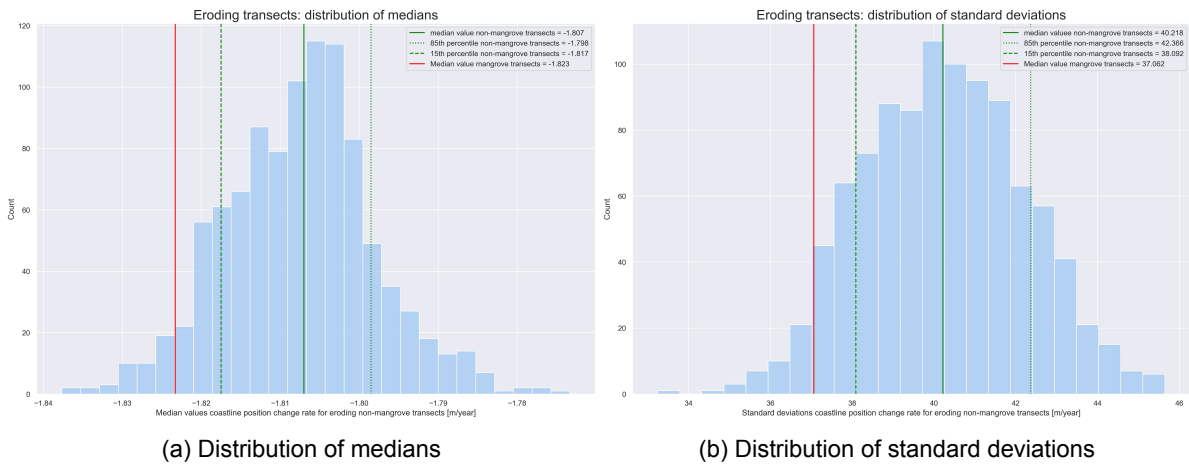 Eroding transects: distribution of medians
median value non-mangrove transects = -1.807
85th percentile non-mangrove transects = -1.798
15th percentile non-mangrove transects = -1.817
Median value mangrove transects = -1.823
120
100
80
60
40
20
0
Count
−1.84
−1.83
−1.82
−1.81
−1.80
−1.79
−1.78
Median values coastline position change rate for eroding non-mangrove transects [m/year]
(a) Distribution of medians
Eroding transects: distribution of standard deviations
median valuee non-mangrove transects = 40.218
85th percentile non-mangrove transects = 42.366
15th percentile non-mangrove transects = 38.092
Median value mangrove transects = 37.062
100
80
60
40
20
0
Count
34
36
38
40
42
44
46
Standard deviations coastline position change rate for eroding non-mangrove transects [m/year]
(b) Distribution of standard deviations